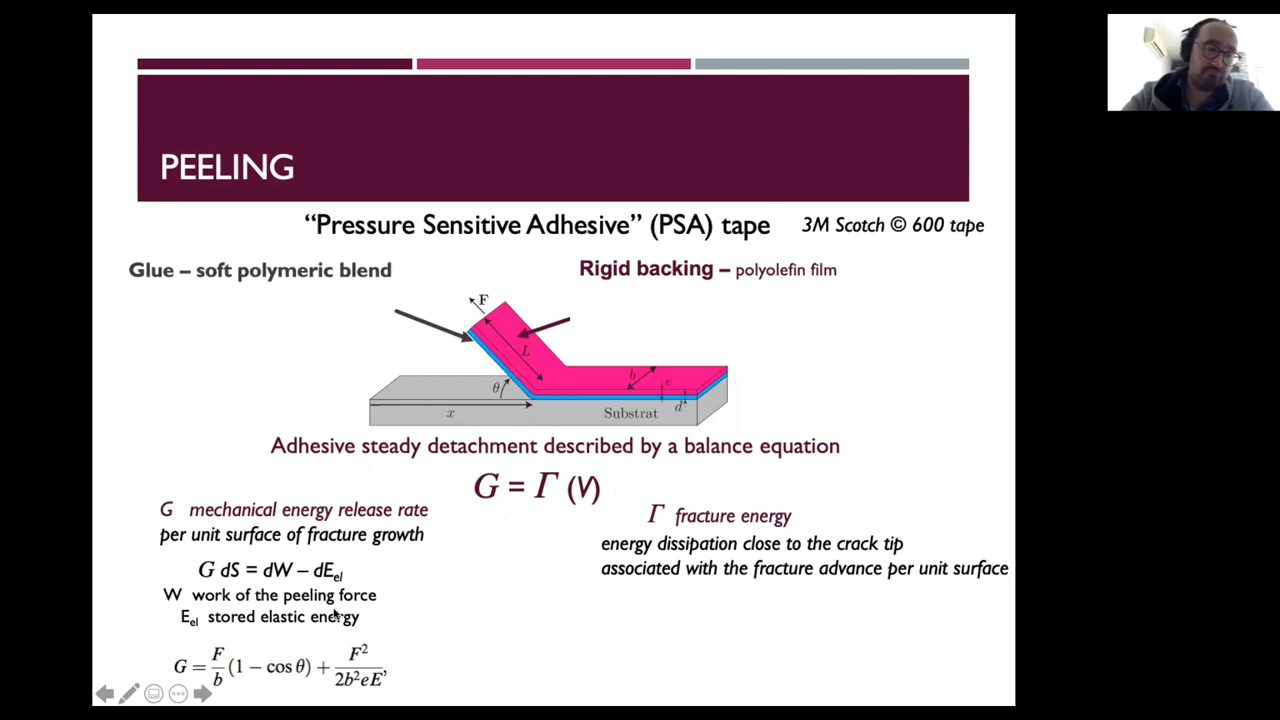 PEELING
“Pressure Sensitive Adhesive” (PSA) tape 3M Scotch © 600 tape
Glue – soft polymeric blend
Rigid backing – polyolefin film
F
L
b
e
θ
d
x
Substrat
Adhesive steady detachment described by a balance equation
G = Γ (V)
G mechanical energy release rate
per unit surface of fracture growth
G dS = dW – dEel
W work of the peeling force
Eel stored elastic energy
G = F/b (1 − cos θ) + F²/2b²eE,
Γ fracture energy
energy dissipation close to the crack tip
associated with the fracture advance per unit surface